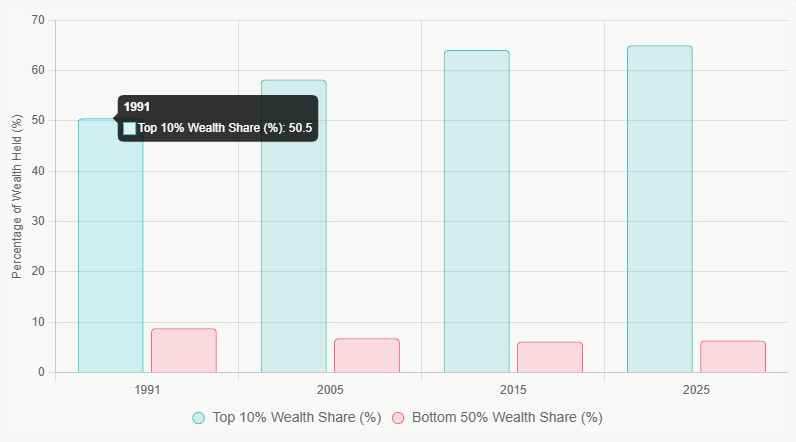 70
60
50
40
30
20
10
0
Percentage of Wealth Held (%)
1991
Top 10% Wealth Share (%): 50.5
1991 2005 2015 2025
Top 10% Wealth Share (%) Bottom 50% Wealth Share (%)